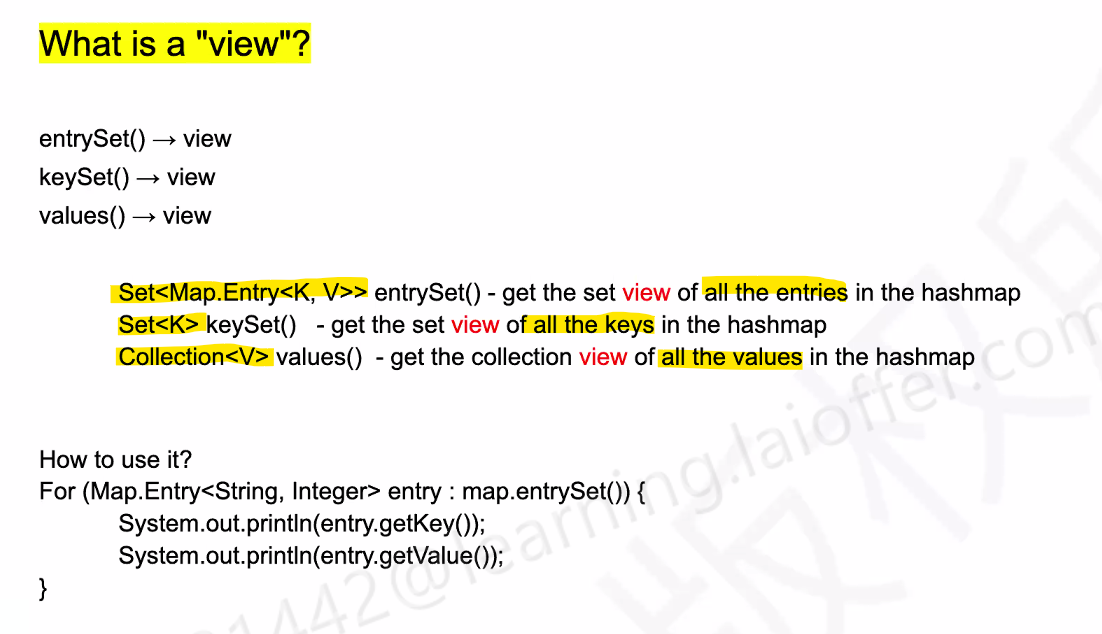 What is a "view"?
entrySet() → view
keySet() → view
values() → view
Set<Map.Entry<K, V>> entrySet() - get the set view of all the entries in the hashmap
Set<K> keySet() - get the set view of all the keys in the hashmap
Collection<V> values() - get the collection view of all the values in the hashmap
How to use it?
For (Map.Entry<String, Integer> entry : map.entrySet()) {
System.out.println(entry.getKey());
System.out.println(entry.getValue());
}
1442@learning.laioffer.com
版权